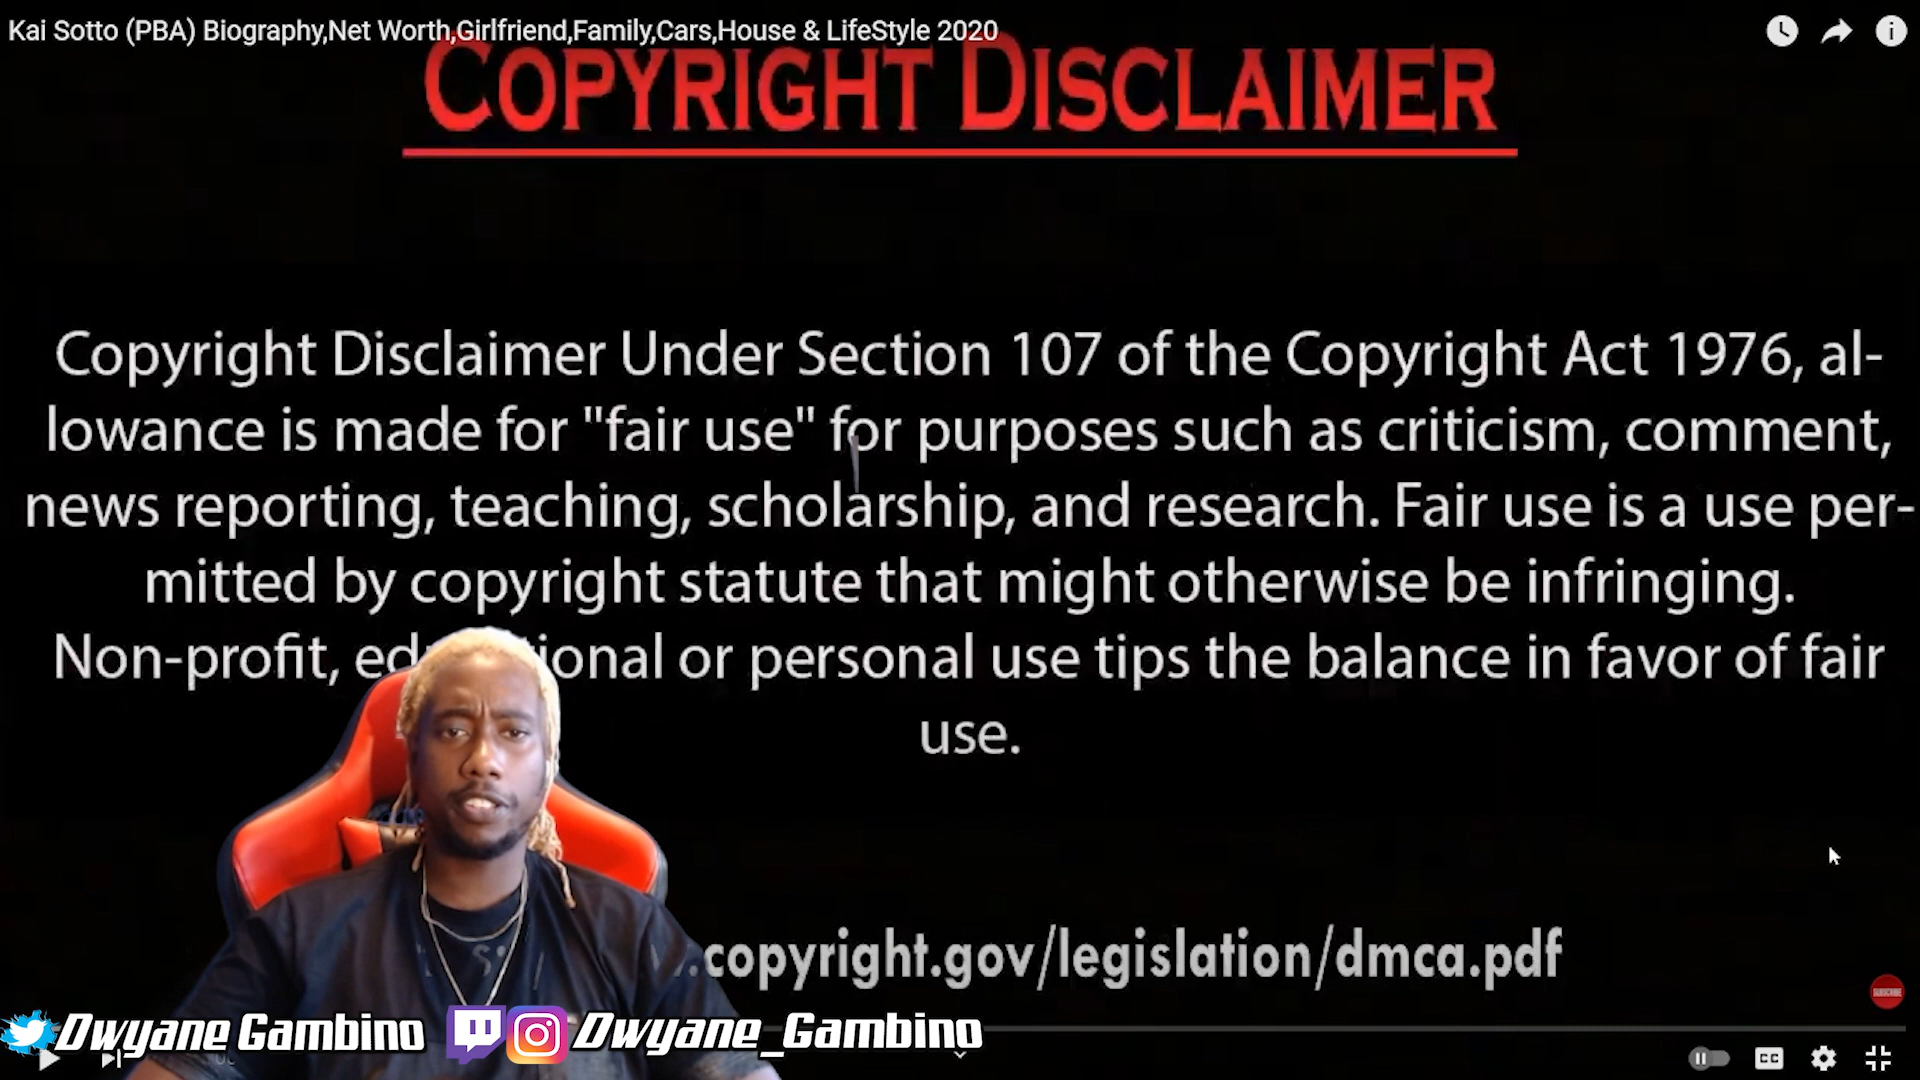 Kai Sotto (PBA) Biography,Net Worth,Girlfriend,Family,Cars,House & LifeStyle 2020
COPYRIGHT DISCLAIMER
Copyright Disclaimer Under Section 107 of the Copyright Act 1976, al-
lowance is made for "fair use" for purposes such as criticism, comment,
news reporting, teaching, scholarship, and research. Fair use is a use per-
mitted by copyright statute that might otherwise be infringing.
Non-profit, or personal use tips the balance in favor of fair
use.
.copyright.gov/legislation/dmca.pdf
SUBSCRIBE
Dwyane Gambino Dwyane_Gambino
CC